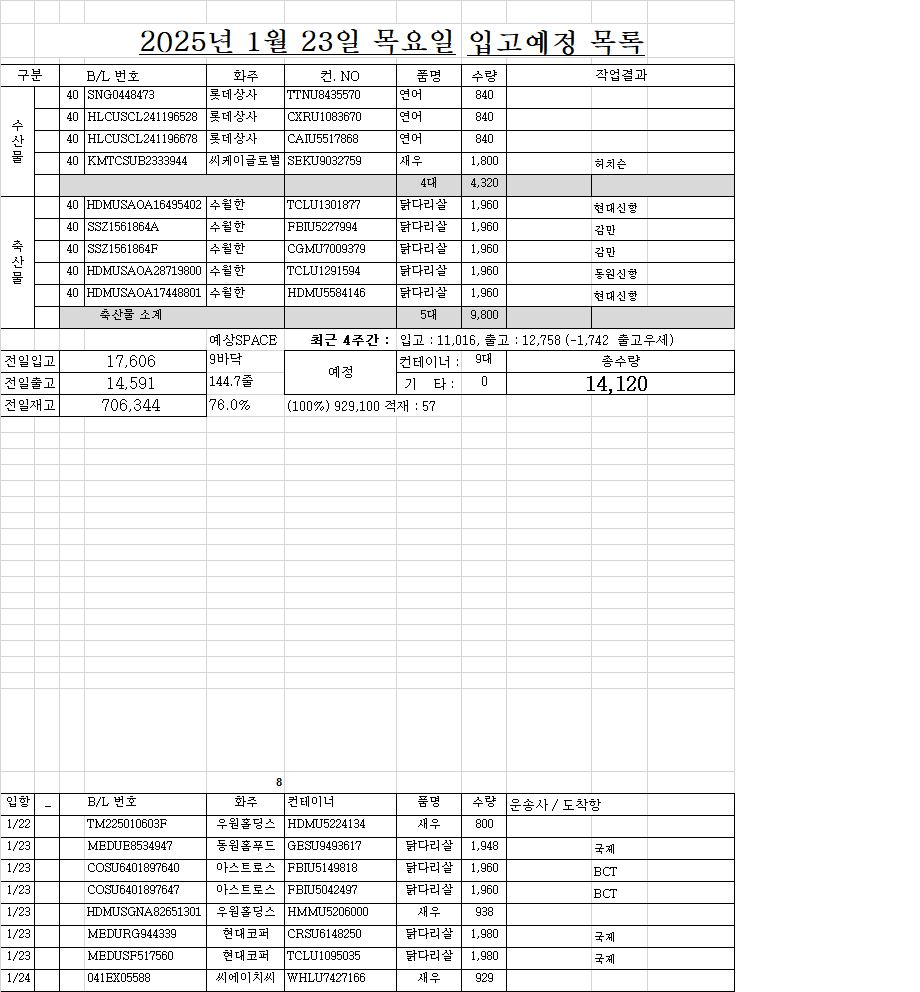 2025년 1월 23일 목요일 입고예정 목록
구분 B/L 번호 화주 컨. NO 품명 수량 작업결과
수산물
40 SNG0448473 롯데상사 TTNU8435570 연어 840
40 HLCUSCL241196528 롯데상사 CXRU1083670 연어 840
40 HLCUSCL241196678 롯데상사 CAIU5517868 연어 840
40 KMTCSUB2333944 씨케이글로벌 SEKU9032759 새우 1,800 허치슨
4대 4,320
축산물
40 HDMUSAOA16495402 수월한 TCLU1301877 닭다리살 1,960 현대신항
40 SSZ1561864A 수월한 FBIU5227994 닭다리살 1,960 감만
40 SSZ1561864F 수월한 CGMU7009379 닭다리살 1,960 감만
40 HDMUSAOA28719800 수월한 TCLU1291594 닭다리살 1,960 동원신항
40 HDMUSAOA17448801 수월한 HDMU5584146 닭다리살 1,960 현대신항
축산물 소계 5대 9,800
예상SPACE 최근 4주간 : 입고 : 11,016, 출고 : 12,758 (-1,742 출고우세)
전일입고 17,606 9바닥 예정 컨테이너 : 9대 총수량
전일출고 14,591 144.7줄 기 타 : 0 14,120
전일재고 706,344 76.0% (100%) 929,100 적재 : 57
8
입항 _ B/L 번호 화주 컨테이너 품명 수량 운송사 / 도착항
1/22 TM225010603F 우원홀딩스 HDMU5224134 새우 800
1/23 MEDUE8534947 동원홈푸드 GESU9493617 닭다리살 1,948 국제
1/23 COSU6401897640 아스트로스 FBIU5149818 닭다리살 1,960 BCT
1/23 COSU6401897647 아스트로스 FBIU5042497 닭다리살 1,960 BCT
1/23 HDMUSGNA82651301 우원홀딩스 HMMU5206000 새우 938
1/23 MEDURG944339 현대코퍼 CRSU6148250 닭다리살 1,980 국제
1/23 MEDUSF517560 현대코퍼 TCLU1095035 닭다리살 1,980 국제
1/24 041EX05588 씨에이치씨 WHLU7427166 새우 929